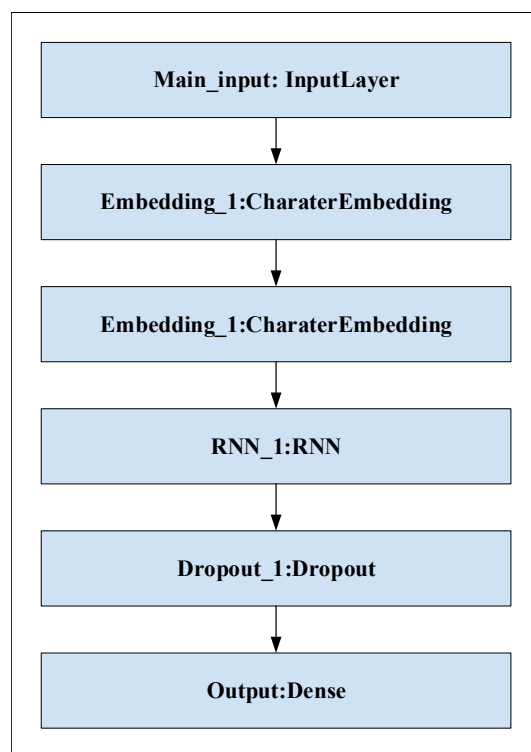 Main_input: InputLayer
Embedding_1:CharaterEmbedding
Embedding_1:CharaterEmbedding
RNN_1:RNN
Dropout_1:Dropout
Output:Dense